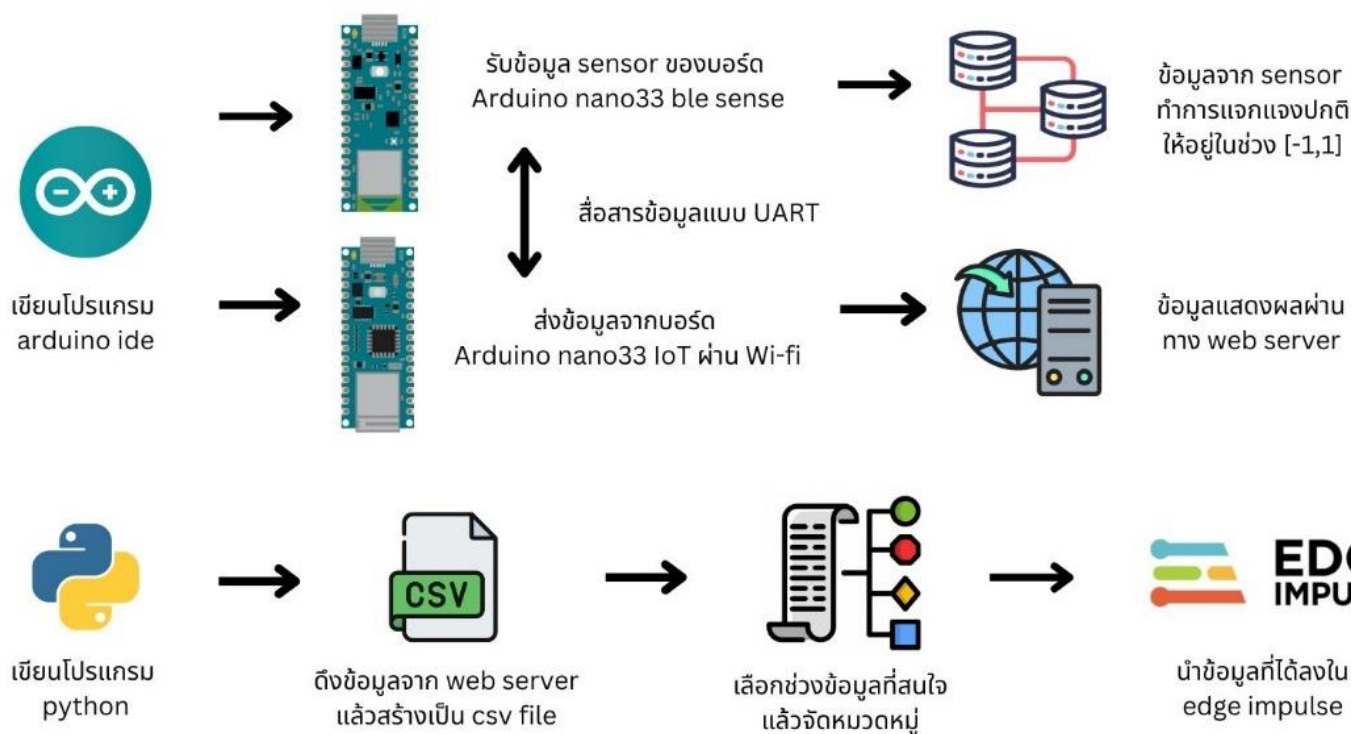 รับข้อมูล sensor ของบอร์ด
Arduino nano33 ble sense
ข้อมูลจาก sensor
ทำการแจกแจงปกติ
ให้อยู่ในช่วง [-1,1]
สื่อสารข้อมูลแบบ UART
เขียนโปรแกรม
arduino ide
ส่งข้อมูลจากบอร์ด
Arduino nano33 IoT ผ่าน Wi-fi
ข้อมูลแสดงผลผ่าน
ทาง web server
CSV
เขียนโปรแกรม
python
ดึงข้อมูลจาก web server
แล้วสร้างเป็น csv file
เลือกช่วงข้อมูลที่สนใจ
แล้วจัดหมวดหมู่
นำข้อมูลที่ได้ลงใน
edge impulse